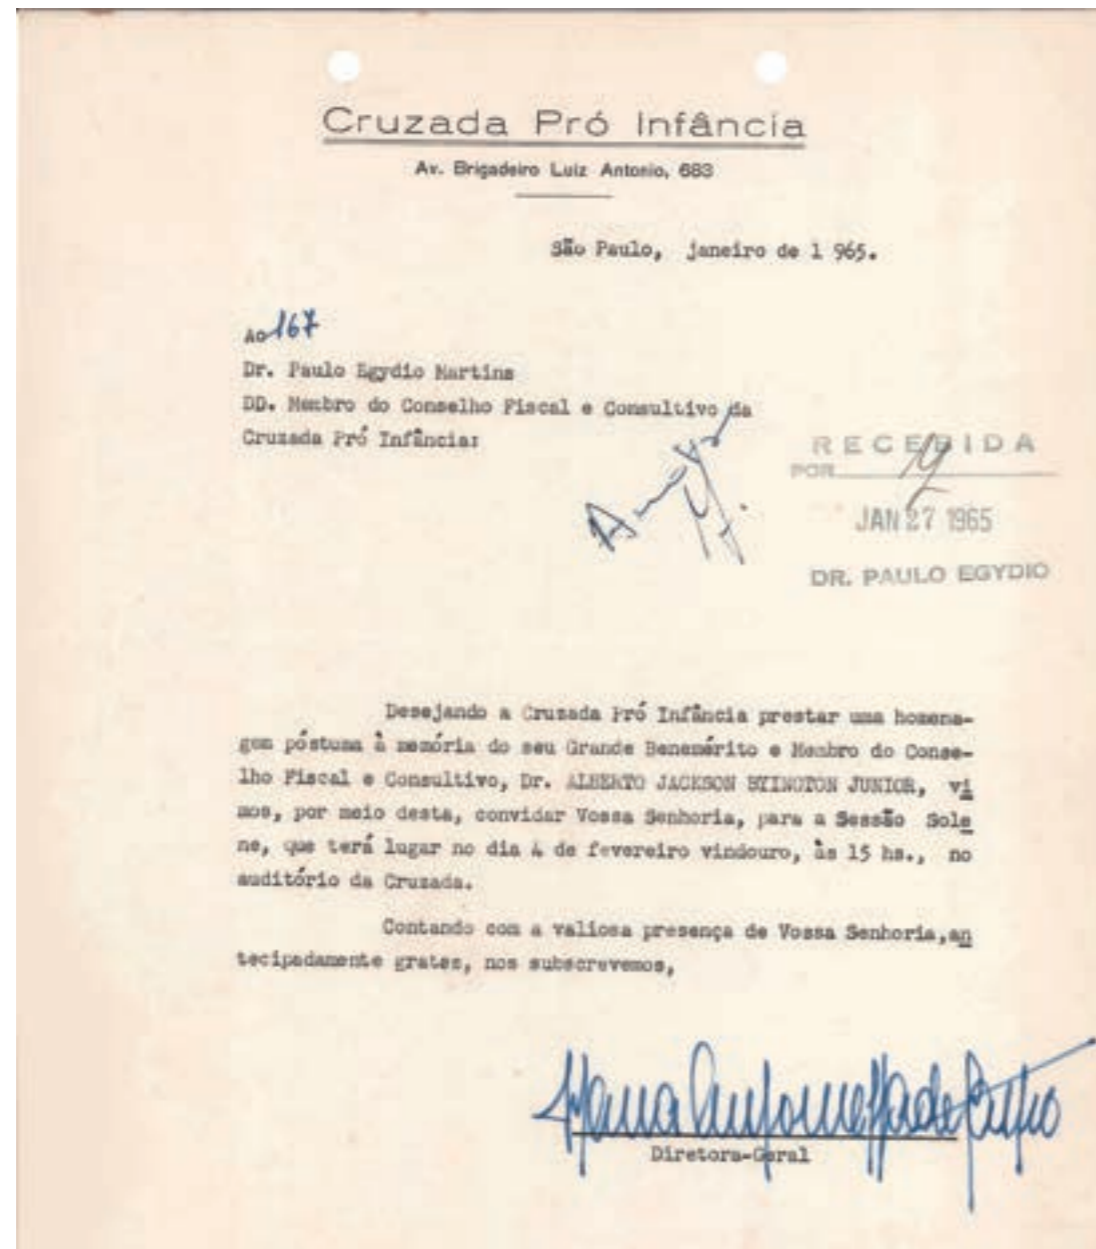 Cruzada Pró Infância
Av. Brigadeiro Luiz Antonio, 683
São Paulo, janeiro de 1 965.
Ao 167
Dr. Paulo Egydio Martins
DD. Membro do Conselho Fiscal e Consultivo da
Cruzada Pró Infância:
RECEBIDA
POR
JAN 27 1965
DR. PAULO EGYDIO
Desejando a Cruzada Pró Infância prestar uma homena-
gem póstuma à memória do seu Grande Benemérito e Membro do Conse-
lho Fiscal e Consultivo, Dr. ALBERTO JACKSON BYINGTON JUNIOR, vi
mos, por meio desta, convidar Vossa Senhoria, para a Sessão Sole
ne, que terá lugar no dia 4 de fevereiro vindouro, às 15 hs., no
auditório da Cruzada.
Contando com a valiosa presença de Vossa Senhoria,an
tecipadamente gratas, nos subscrevemos,
Diretora-Geral